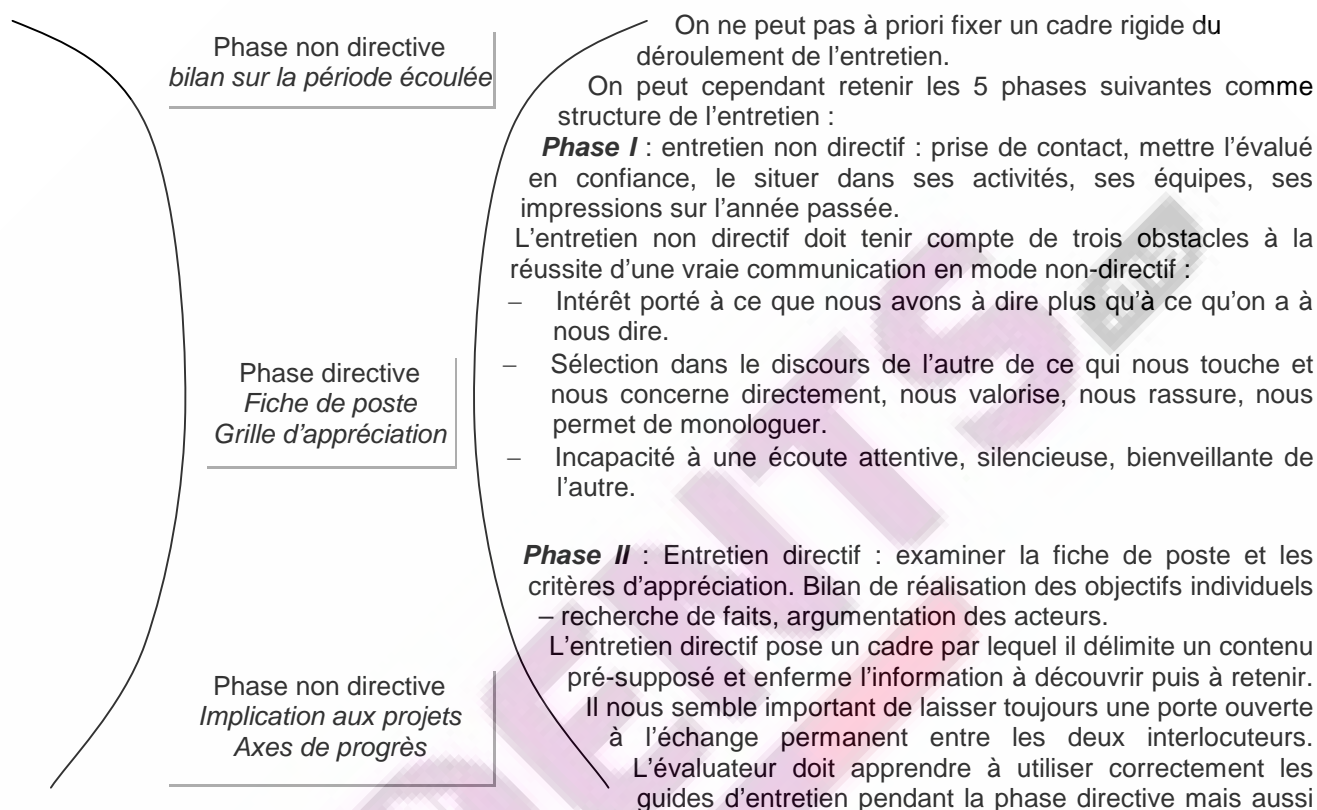 Phase non directive
bilan sur la période écoulée
Phase directive
Fiche de poste
Grille d’appréciation
Phase non directive
Implication aux projets
Axes de progrès
On ne peut pas à priori fixer un cadre rigide du
déroulement de l’entretien.
On peut cependant retenir les 5 phases suivantes comme
structure de l’entretien :
Phase I : entretien non directif : prise de contact, mettre l’évalué
en confiance, le situer dans ses activités, ses équipes, ses
impressions sur l’année passée.
L’entretien non directif doit tenir compte de trois obstacles à la
réussite d’une vraie communication en mode non-directif :
– Intérêt porté à ce que nous avons à dire plus qu’à ce qu’on a à
nous dire.
– Sélection dans le discours de l’autre de ce qui nous touche et
nous concerne directement, nous valorise, nous rassure, nous
permet de monologuer.
– Incapacité à une écoute attentive, silencieuse, bienveillante de
l’autre.
Phase II : Entretien directif : examiner la fiche de poste et les
critères d’appréciation. Bilan de réalisation des objectifs individuels
– recherche de faits, argumentation des acteurs.
L’entretien directif pose un cadre par lequel il délimite un contenu
pré-supposé et enferme l’information à découvrir puis à retenir.
Il nous semble important de laisser toujours une porte ouverte
à l’échange permanent entre les deux interlocuteurs.
L’évaluateur doit apprendre à utiliser correctement les
guides d’entretien pendant la phase directive mais aussi